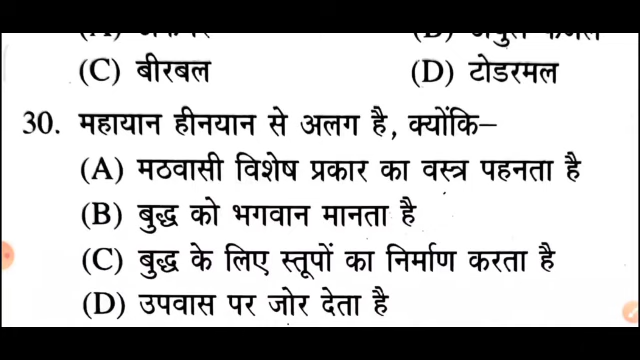 (C) बीरबल (D) टोडरमल
30. महायान हीनयान से अलग है, क्योंकि–
(A) मठवासी विशेष प्रकार का वस्त्र पहनता है
(B) बुद्ध को भगवान मानता है
(C) बुद्ध के लिए स्तूपों का निर्माण करता है
(D) उपवास पर जोर देता है